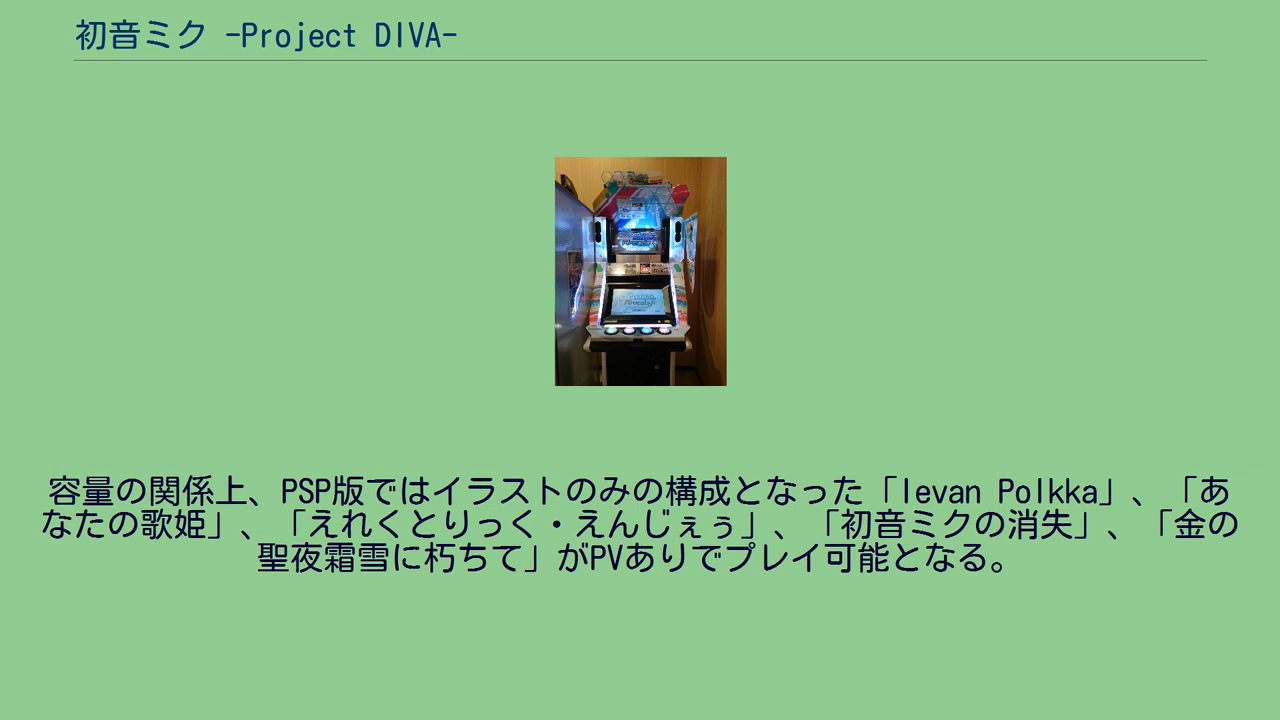 初音ミク -Project DIVA-
容量の関係上、PSP版ではイラストのみの構成となった「Ievan Polkka」、「あ
なたの歌姫」、「えれくとりっく・えんじぇぅ」、「初音ミクの消失」、「金の
聖夜霜雪に朽ちて」がPVありでプレイ可能となる。